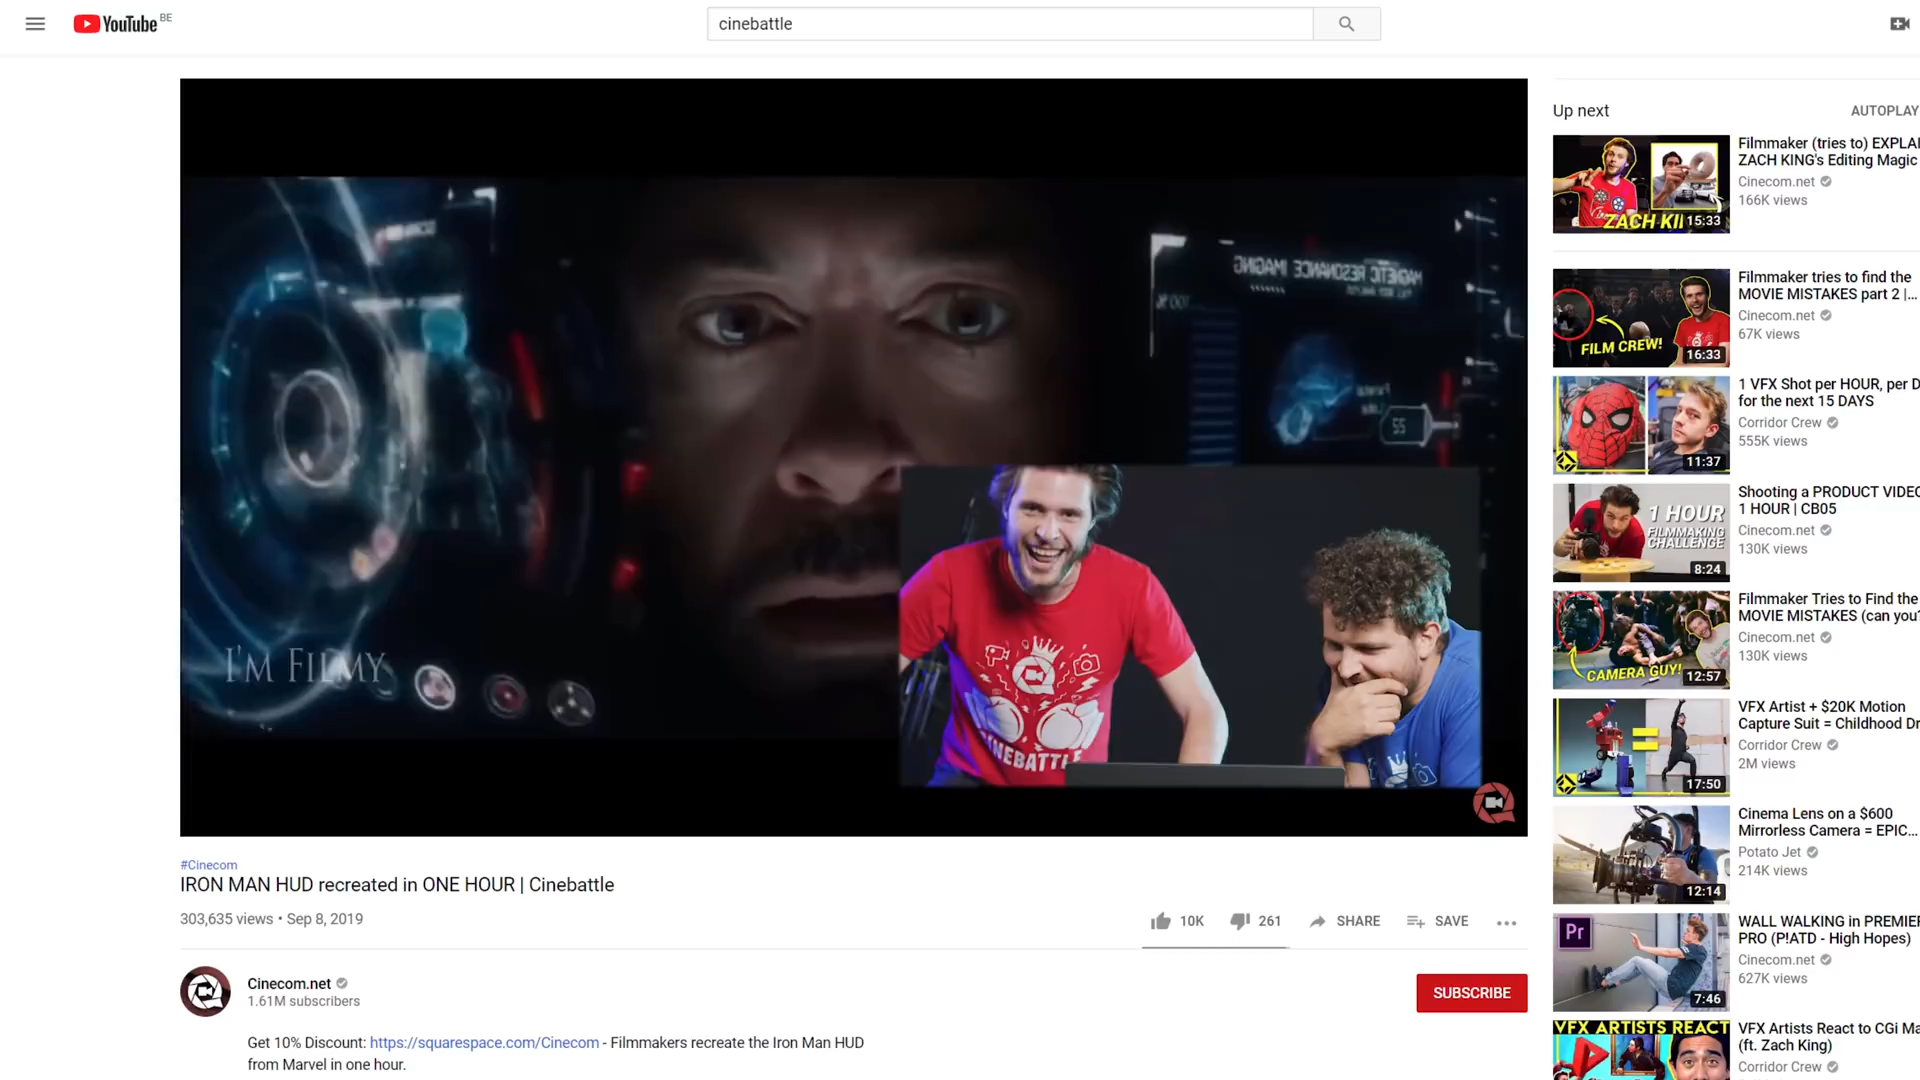 YouTube BE
cinebattle
MAGNETIC RESONANCE IMAGING
55
I'M FILMY
CINEBATTLE
#Cinecom
IRON MAN HUD recreated in ONE HOUR | Cinebattle
303,635 views • Sep 8, 2019
10K
261
SHARE
SAVE
Cinecom.net
1.61M subscribers
SUBSCRIBE
Get 10% Discount: https://squarespace.com/Cinecom - Filmmakers recreate the Iron Man HUD
from Marvel in one hour.
Up next
AUTOPLAY
ZACH KI
15:33
Filmmaker (tries to) EXPLAI
ZACH KING's Editing Magic
Cinecom.net
166K views
FILM CREW!
16:33
Filmmaker tries to find the
MOVIE MISTAKES part 2 |...
Cinecom.net
67K views
11:37
1 VFX Shot per HOUR, per D
for the next 15 DAYS
Corridor Crew
555K views
1 HOUR
FILMMAKING
CHALLENGE
8:24
Shooting a PRODUCT VIDEO
1 HOUR | CB05
Cinecom.net
130K views
CAMERA GUY!
12:57
Filmmaker Tries to Find the
MOVIE MISTAKES (can you?
Cinecom.net
130K views
17:50
VFX Artist + $20K Motion
Capture Suit = Childhood Dr
Corridor Crew
2M views
12:14
Cinema Lens on a $600
Mirrorless Camera = EPIC...
Potato Jet
214K views
Pr
7:46
WALL WALKING in PREMIER
PRO (P!ATD - High Hopes)
Cinecom.net
627K views
VFX ARTISTS REACT
VFX Artists React to CGi Ma
(ft. Zach King)
Corridor Crew